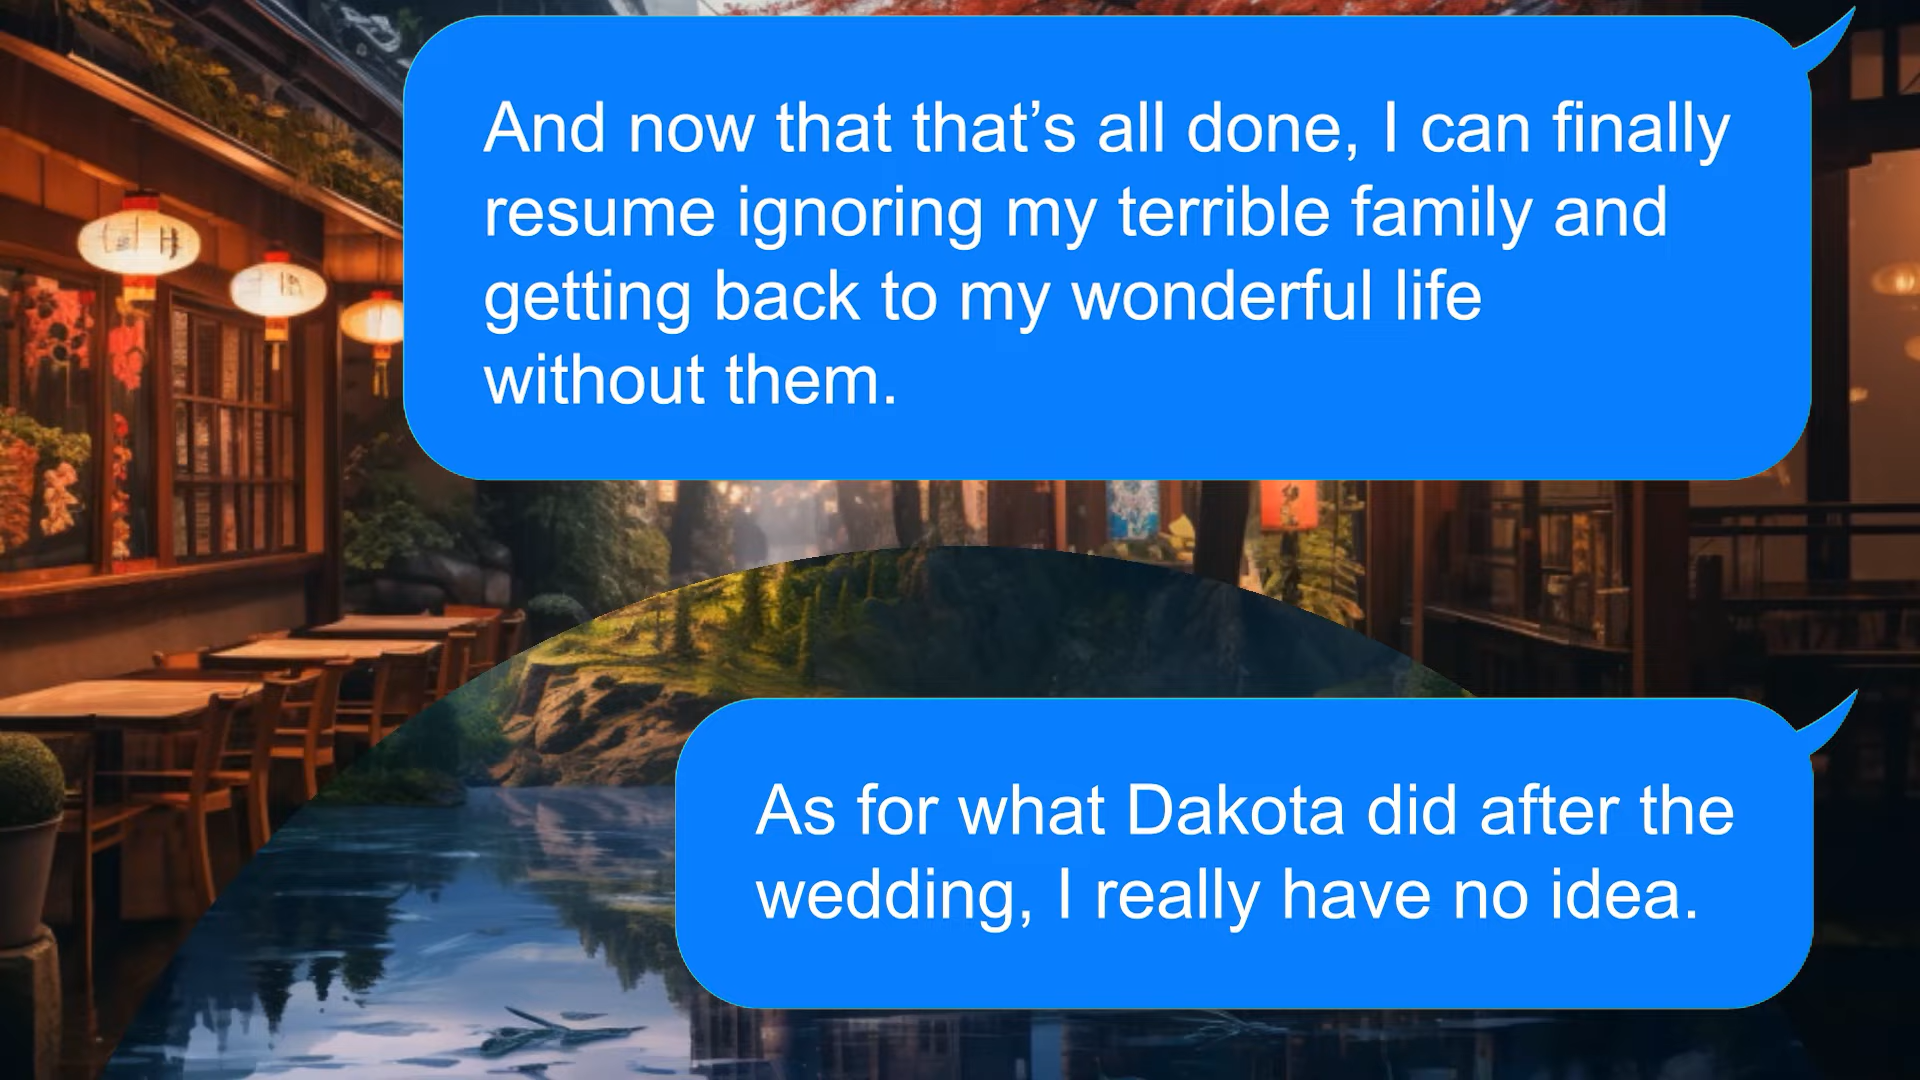 And now that that’s all done, I can finally
resume ignoring my terrible family and
getting back to my wonderful life
without them.
As for what Dakota did after the
wedding, I really have no idea.